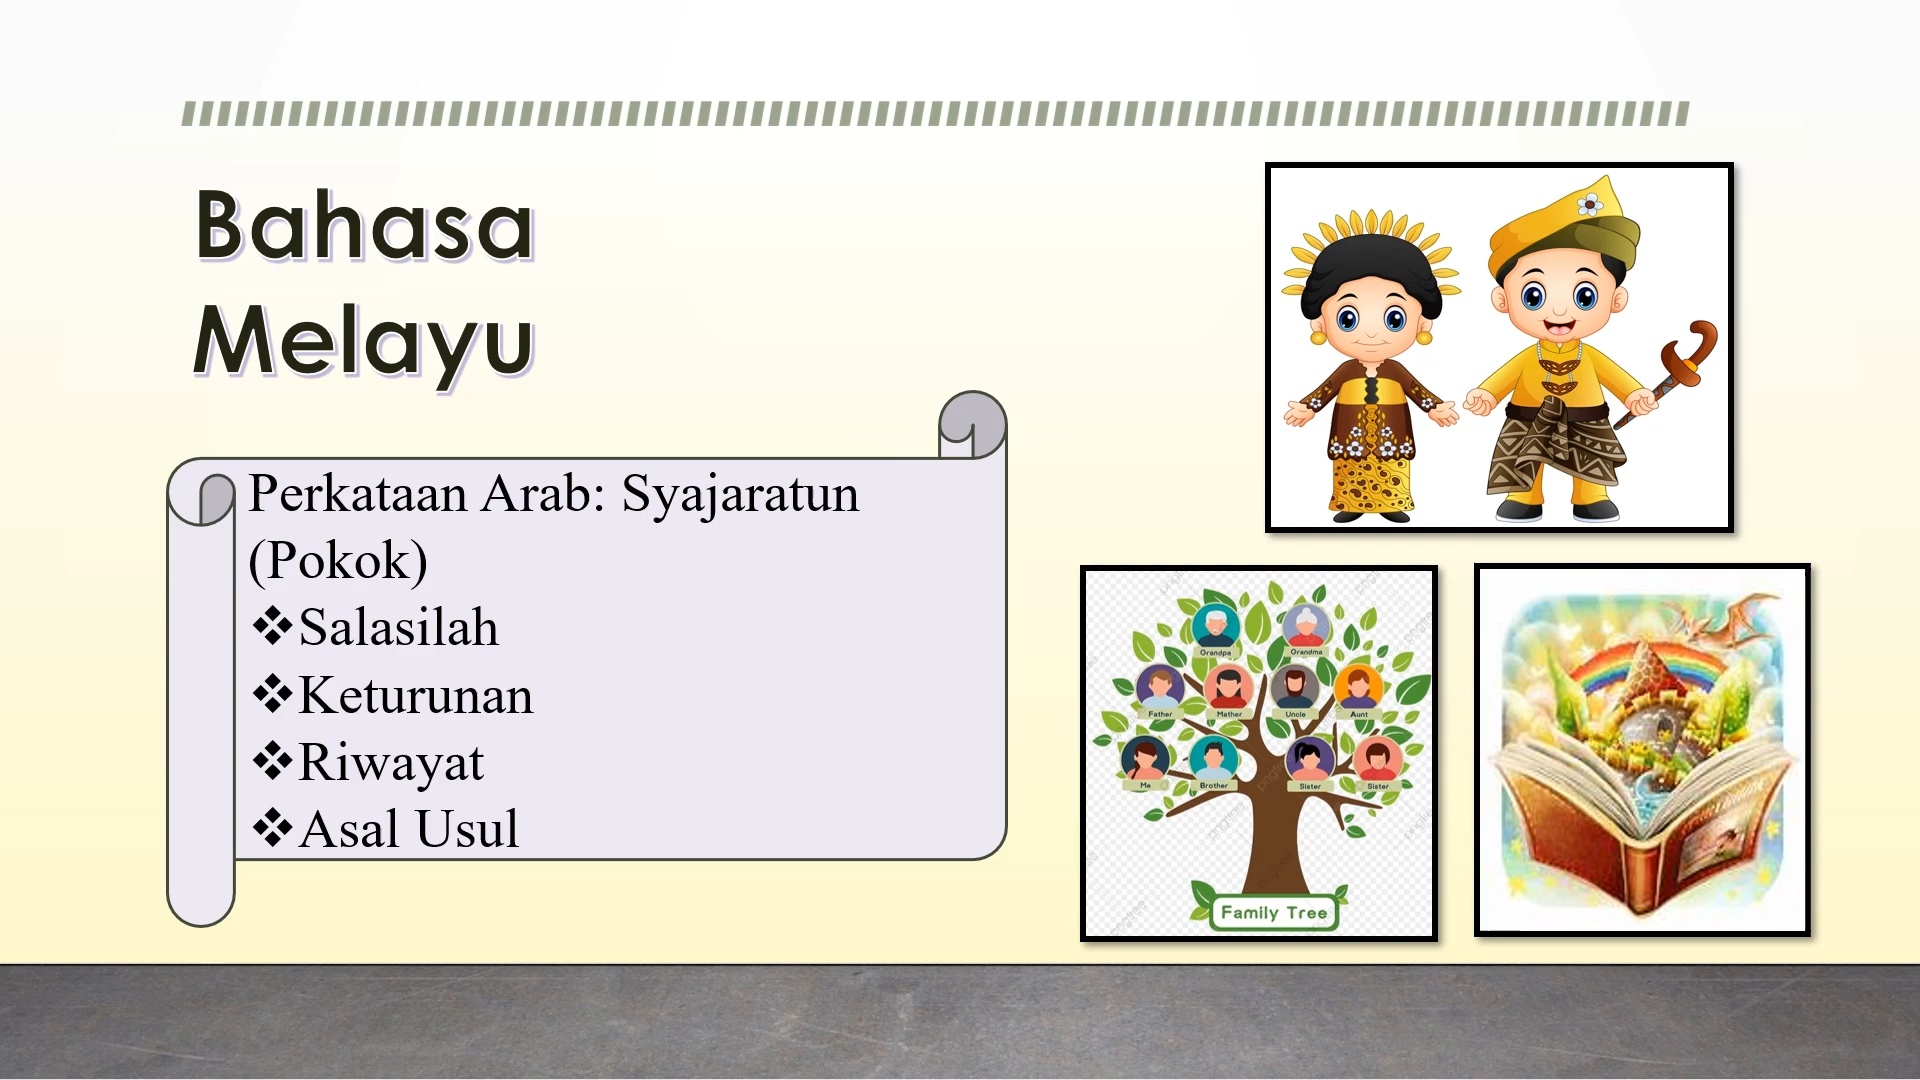 Bahasa
Melayu
Perkataan Arab: Syajaratun
(Pokok)
❖Salasilah
❖Keturunan
❖Riwayat
❖Asal Usul
Grandpa Grandma
Father Mother Uncle Aunt
Me Brother Sister Sister
Family Tree
pngtree